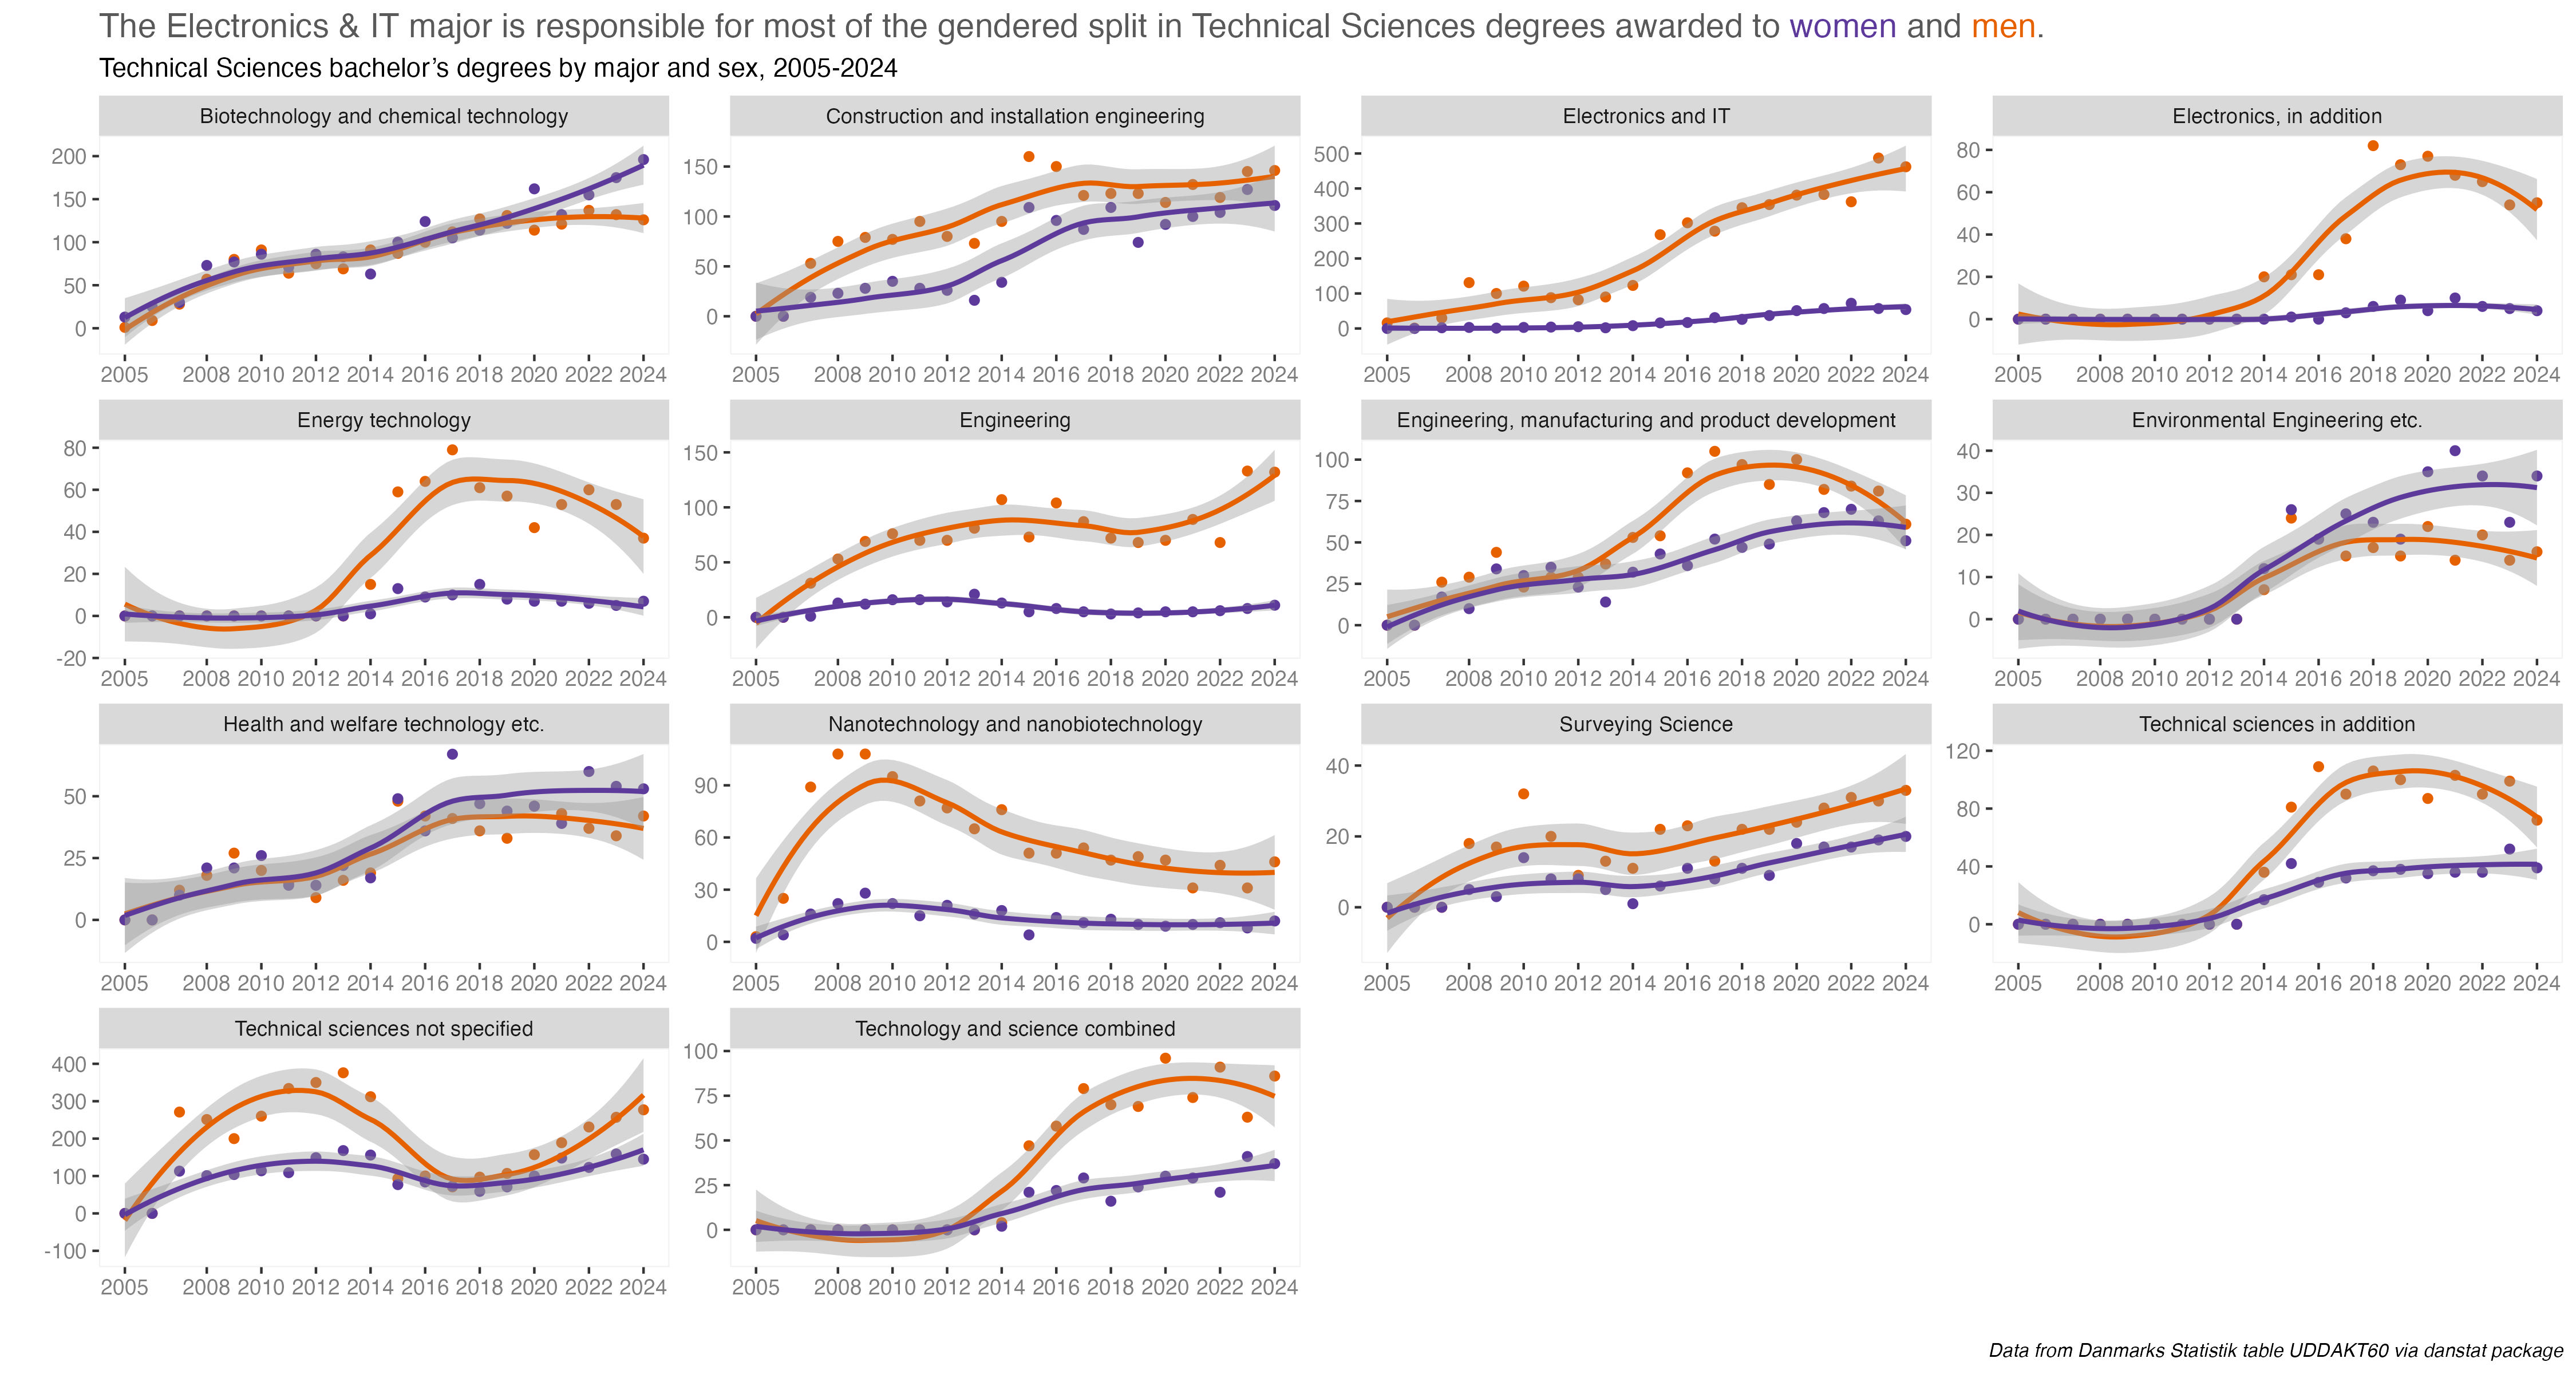 The Electronics & IT major is responsible for most of the gendered split in Technical Sciences degrees awarded to women and men.
Technical Sciences bachelor’s degrees by major and sex, 2005-2024
Biotechnology and chemical technology
200
150
100
50
0
2005 2008 2010 2012 2014 2016 2018 2020 2022 2024
Construction and installation engineering
150
100
50
0
2005 2008 2010 2012 2014 2016 2018 2020 2022 2024
Electronics and IT
500
400
300
200
100
0
2005 2008 2010 2012 2014 2016 2018 2020 2022 2024
Electronics, in addition
80
60
40
20
0
2005 2008 2010 2012 2014 2016 2018 2020 2022 2024
Energy technology
80
60
40
20
0
-20
2005 2008 2010 2012 2014 2016 2018 2020 2022 2024
Engineering
150
100
50
0
2005 2008 2010 2012 2014 2016 2018 2020 2022 2024
Engineering, manufacturing and product development
100
75
50
25
0
2005 2008 2010 2012 2014 2016 2018 2020 2022 2024
Environmental Engineering etc.
40
30
20
10
0
2005 2008 2010 2012 2014 2016 2018 2020 2022 2024
Health and welfare technology etc.
50
25
0
2005 2008 2010 2012 2014 2016 2018 2020 2022 2024
Nanotechnology and nanobiotechnology
90
60
30
0
2005 2008 2010 2012 2014 2016 2018 2020 2022 2024
Surveying Science
40
20
0
2005 2008 2010 2012 2014 2016 2018 2020 2022 2024
Technical sciences in addition
120
80
40
0
2005 2008 2010 2012 2014 2016 2018 2020 2022 2024
Technical sciences not specified
400
300
200
100
0
-100
2005 2008 2010 2012 2014 2016 2018 2020 2022 2024
Technology and science combined
100
75
50
25
0
2005 2008 2010 2012 2014 2016 2018 2020 2022 2024
Data from Danmarks Statistik table UDDAKT60 via danstat package